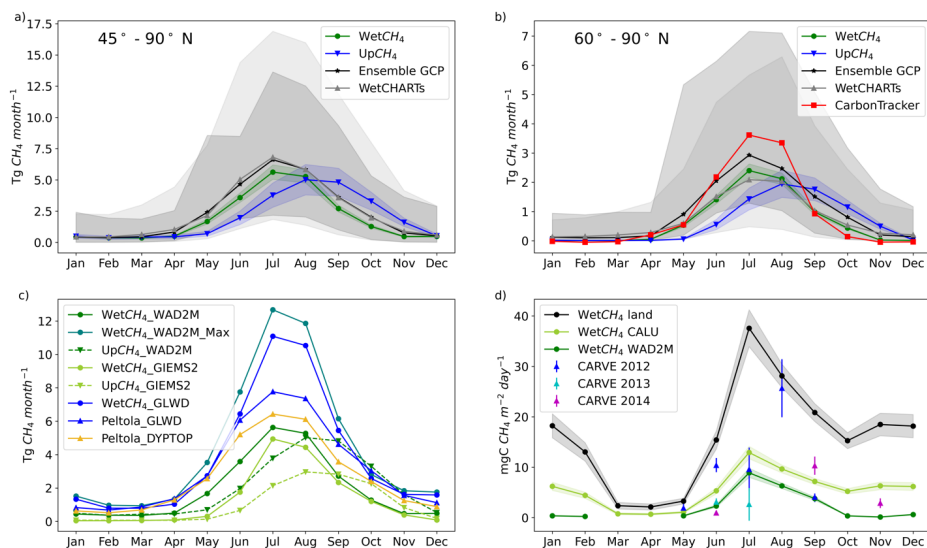 a)
45° - 90° N
WetCH₄
UpCH₄
Ensemble GCP
WetCHARTs
Tg CH₄ month⁻¹
17.5
15.0
12.5
10.0
7.5
5.0
2.5
0.0
Jan Feb Mar Apr May Jun Jul Aug Sep Oct Nov Dec
b)
60° - 90° N
WetCH₄
UpCH₄
Ensemble GCP
WetCHARTs
CarbonTracker
Tg CH₄ month⁻¹
7
6
5
4
3
2
1
0
Jan Feb Mar Apr May Jun Jul Aug Sep Oct Nov Dec
c)
WetCH₄_WAD2M
WetCH₄_WAD2M_Max
UpCH₄_WAD2M
WetCH₄_GIEMS2
UpCH₄_GIEMS2
WetCH₄_GLWD
Peltola_GLWD
Peltola_DYPTOP
Tg CH₄ month⁻¹
12
10
8
6
4
2
0
Jan Feb Mar Apr May Jun Jul Aug Sep Oct Nov Dec
d)
WetCH₄ land
WetCH₄ CALU
WetCH₄ WAD2M
CARVE 2012
CARVE 2013
CARVE 2014
mgC CH₄ m⁻² day⁻¹
40
35
30
25
20
15
10
5
0
Jan Feb Mar Apr May Jun Jul Aug Sep Oct Nov Dec